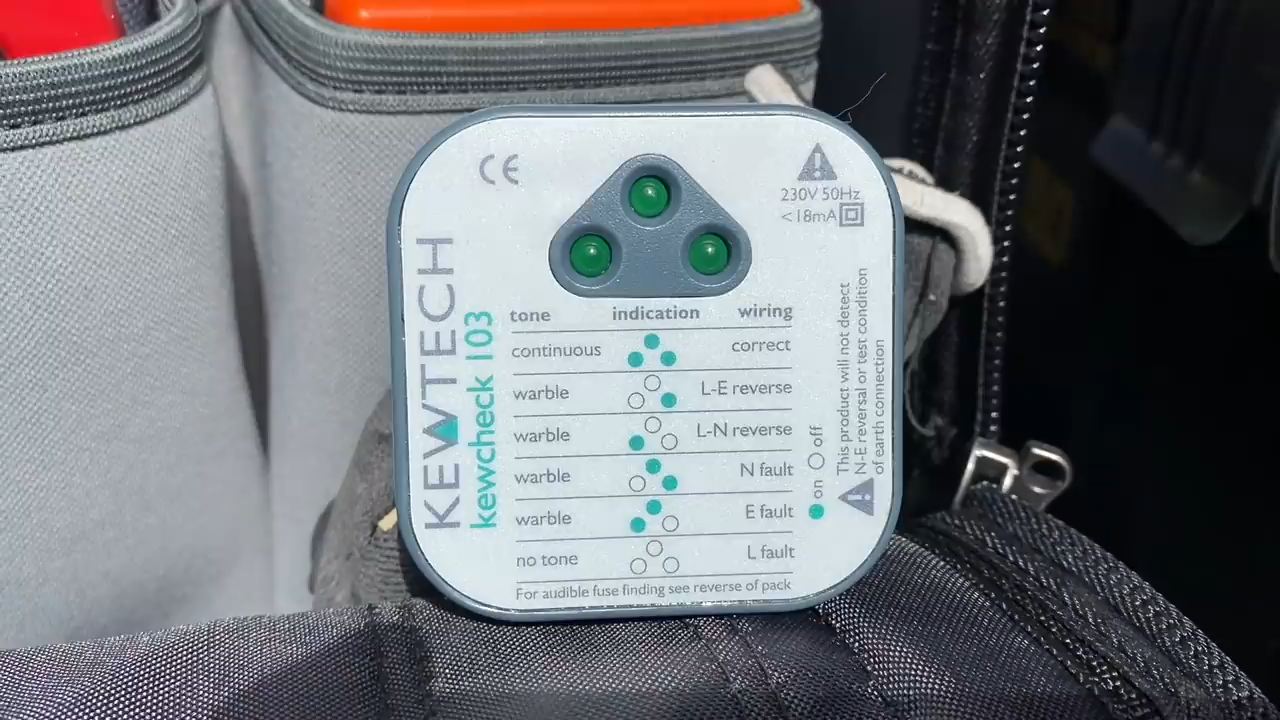 CE
230V 50Hz
<18mA
KEWTECH
kewcheck 103
tone indication wiring
continuous correct
warble L-E reverse
warble L-N reverse
warble N fault
warble E fault
no tone L fault
For audible fuse finding see reverse of pack
on off
This product will not detect
N-E reversal or test condition
of earth connection